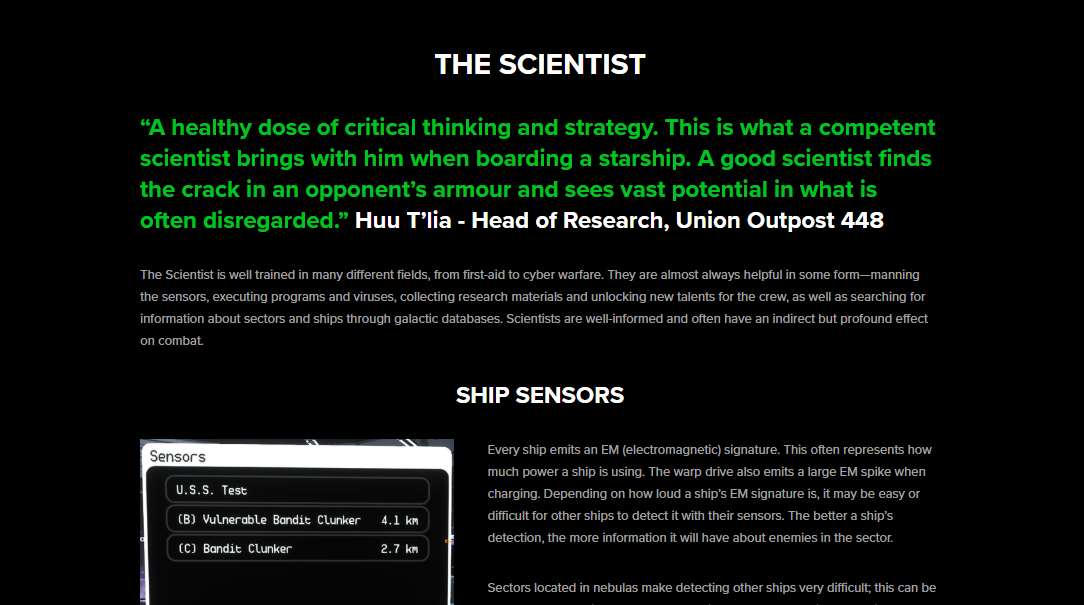 THE SCIENTIST
“A healthy dose of critical thinking and strategy. This is what a competent
scientist brings with him when boarding a starship. A good scientist finds
the crack in an opponent’s armour and sees vast potential in what is
often disregarded.” Huu T’lia - Head of Research, Union Outpost 448
The Scientist is well trained in many different fields, from first-aid to cyber warfare. They are almost always helpful in some form—manning
the sensors, executing programs and viruses, collecting research materials and unlocking new talents for the crew, as well as searching for
information about sectors and ships through galactic databases. Scientists are well-informed and often have an indirect but profound effect
on combat.
SHIP SENSORS
Sensors
U.S.S. Test
(B) Vulnerable Bandit Clunker 4.1 km
(C) Bandit Clunker 2.7 km
Every ship emits an EM (electromagnetic) signature. This often represents how
much power a ship is using. The warp drive also emits a large EM spike when
charging. Depending on how loud a ship’s EM signature is, it may be easy or
difficult for other ships to detect it with their sensors. The better a ship’s
detection, the more information it will have about enemies in the sector.
Sectors located in nebulas make detecting other ships very difficult; this can be